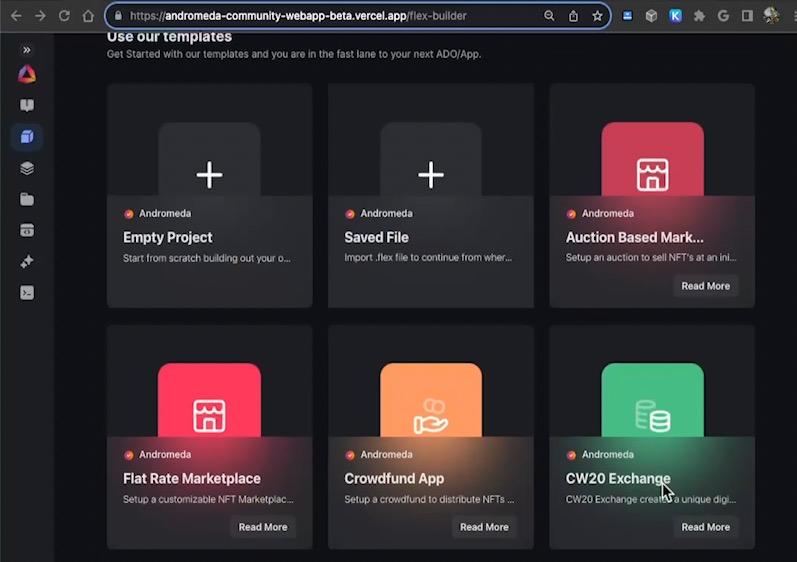 https://andromeda-community-webapp-beta.vercel.app/flex-builder
Use our templates
Get Started with our templates and you are in the fast lane to your next ADO/App.
Andromeda
Empty Project
Start from scratch building out your o...
Andromeda
Saved File
Import .flex file to continue from wher...
Andromeda
Auction Based Mark...
Setup an auction to sell NFT's at an ini...
Read More
Andromeda
Flat Rate Marketplace
Setup a customizable NFT Marketplac...
Read More
Andromeda
Crowdfund App
Setup a crowdfund to distribute NFTs ...
Read More
Andromeda
CW20 Exchange
CW20 Exchange creates a unique digi...
Read More